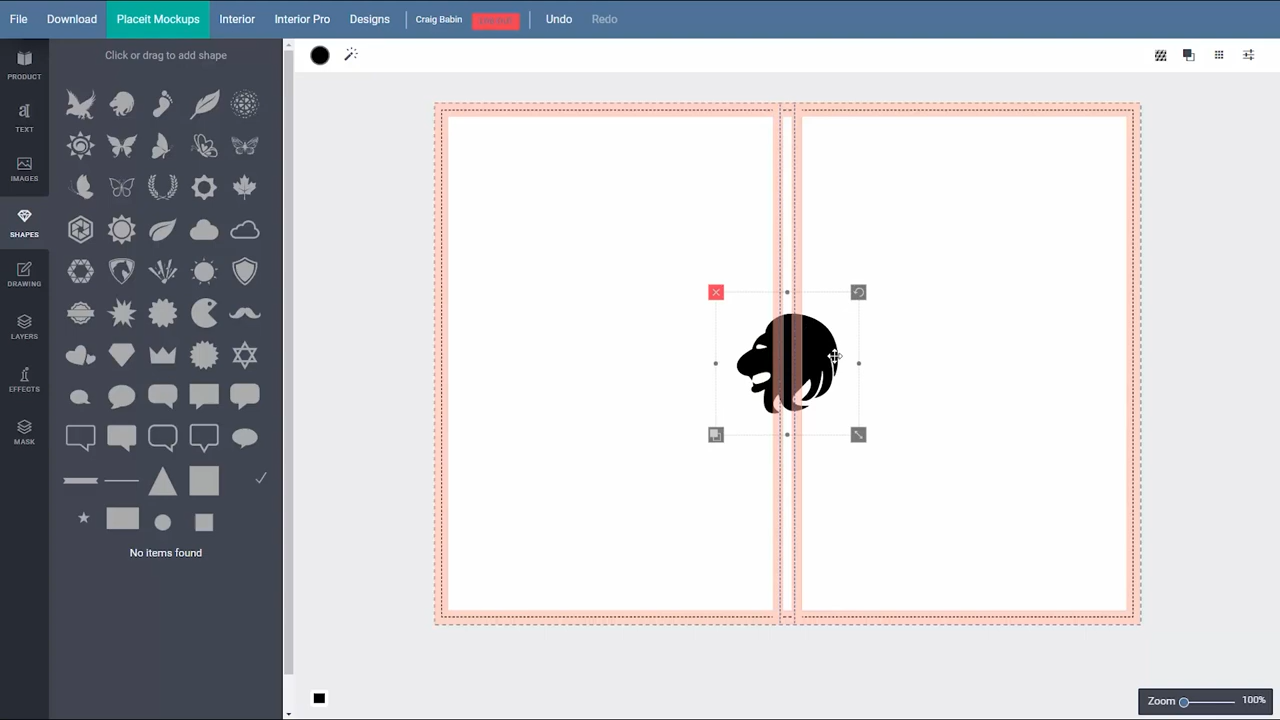 File Download Placeit Mockups Interior Interior Pro Designs Craig Babin Undo Redo
Click or drag to add shape
PRODUCT
TEXT
IMAGES
SHAPES
DRAWING
LAYERS
EFFECTS
MASK
No items found
Zoom 100%